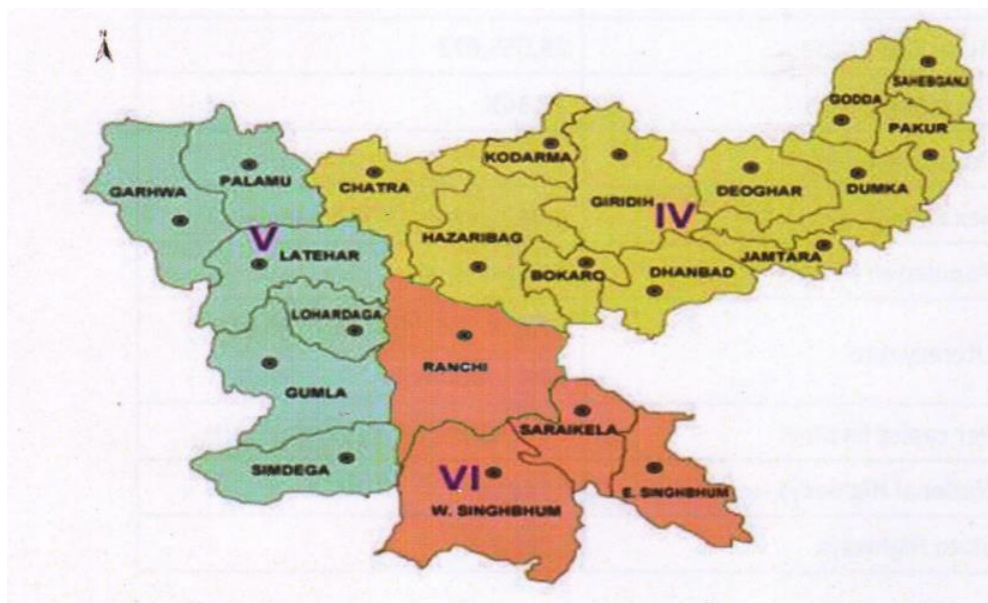 N
SAHEBGANJ
GODDA
PAKUR
KODARMA
GARHWA
PALAMU
CHATRA
GIRIDIH
DEOGHAR
DUMKA
IV
V
HAZARIBAG
LATEHAR
BOKARO
DHANBAD
JAMTARA
LOHARDAGA
RANCHI
GUMLA
SARAIKELA
SIMDEGA
VI
W. SINGHBHUM
E. SINGHBHUM